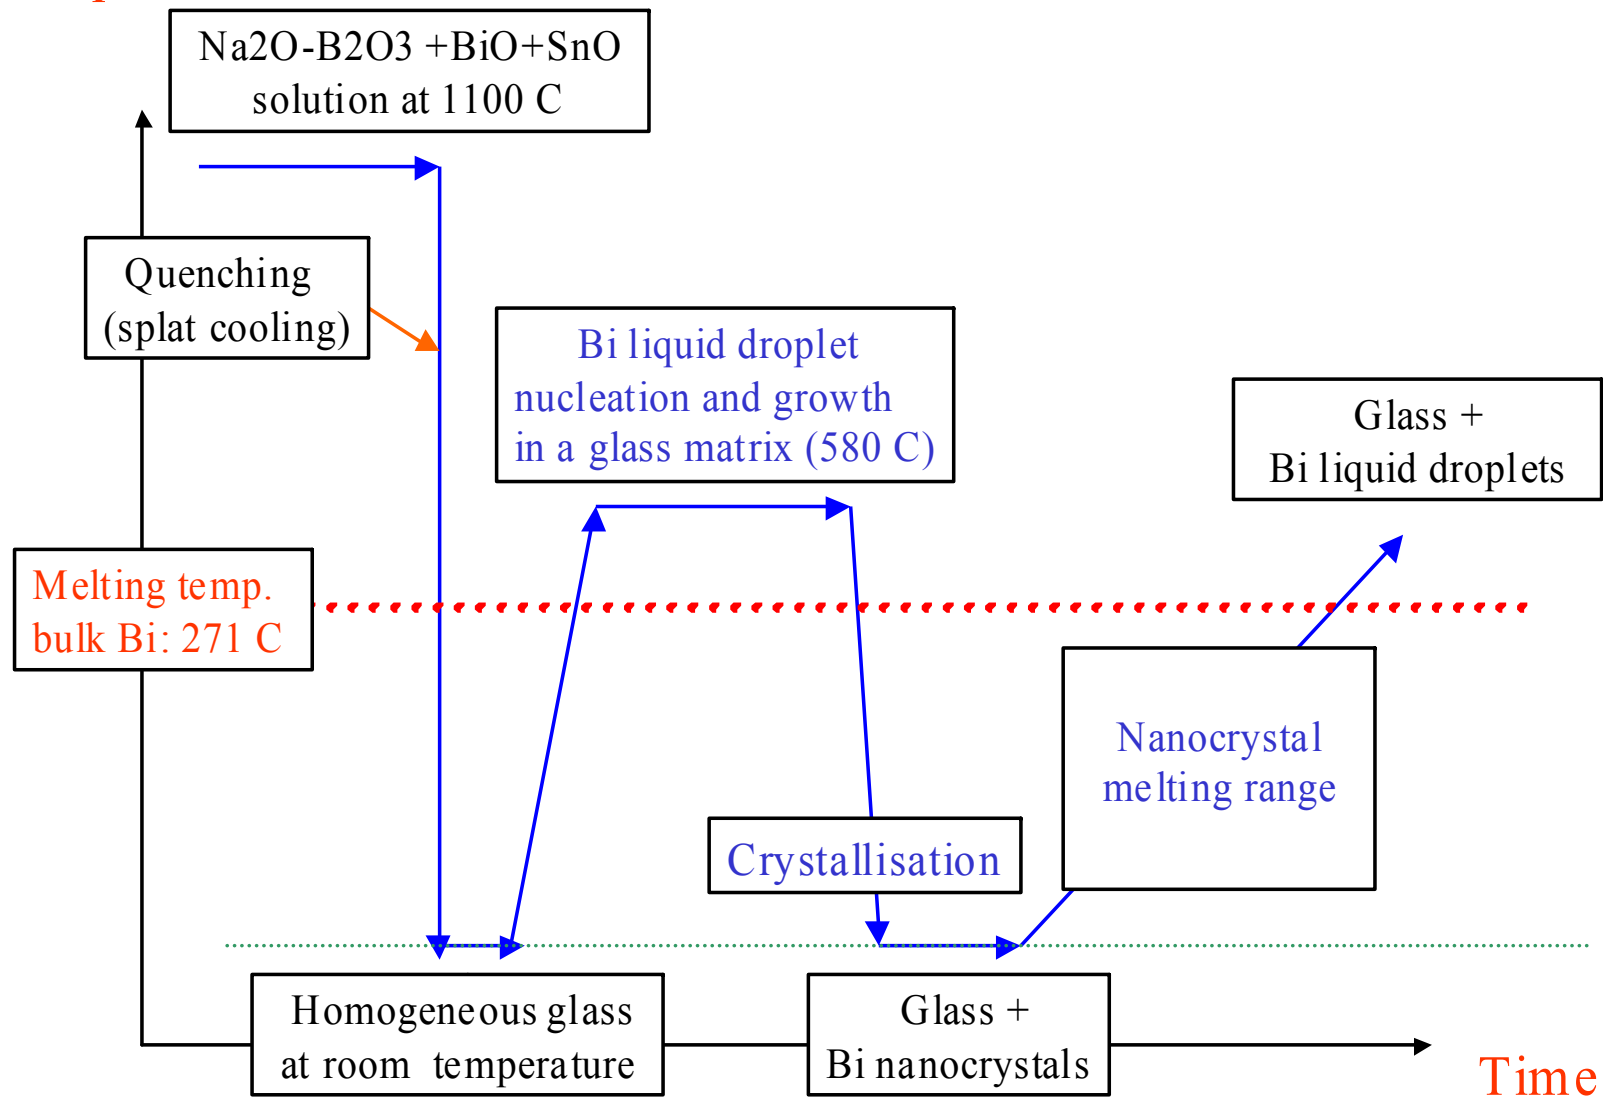 Na2O-B2O3 +BiO+SnO
solution at 1100 C
Quenching
(splat cooling)
Bi liquid droplet
nucleation and growth
in a glass matrix (580 C)
Glass +
Bi liquid droplets
Melting temp.
bulk Bi: 271 C
Nanocrystal
melting range
Crystallisation
Homogeneous glass
at room temperature
Glass +
Bi nanocrystals
Time